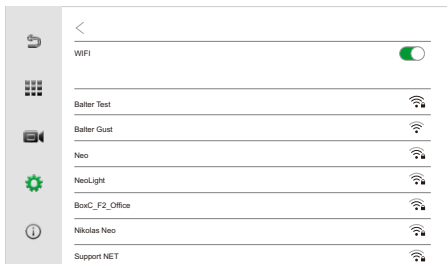 WIFI
Balter Test
Balter Gust
Neo
NeoLight
BoxC_F2_Office
Nikolas Neo
Support NET